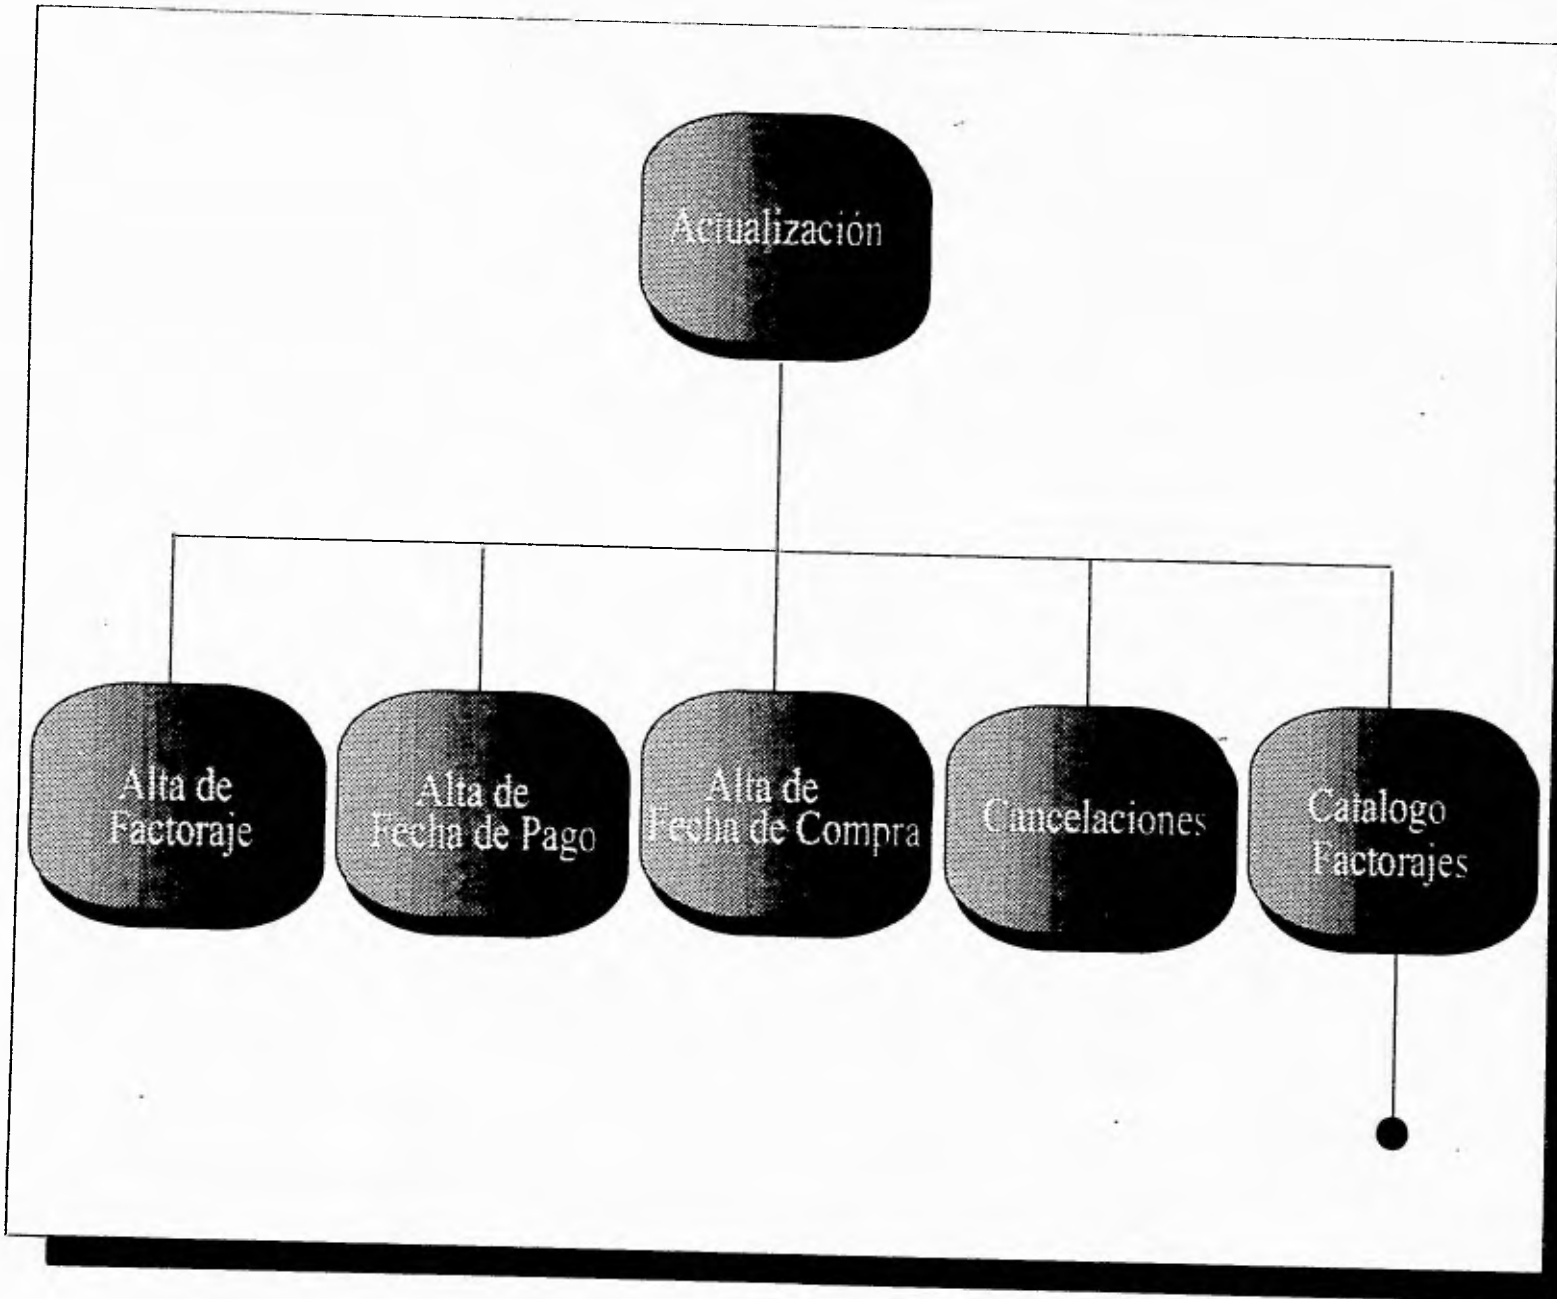 Actualización
Alta de
Factoraje
Alta de
Fecha de Pago
Alta de
Fecha de Compra
Cancelaciones
Catalogo
Factorajes